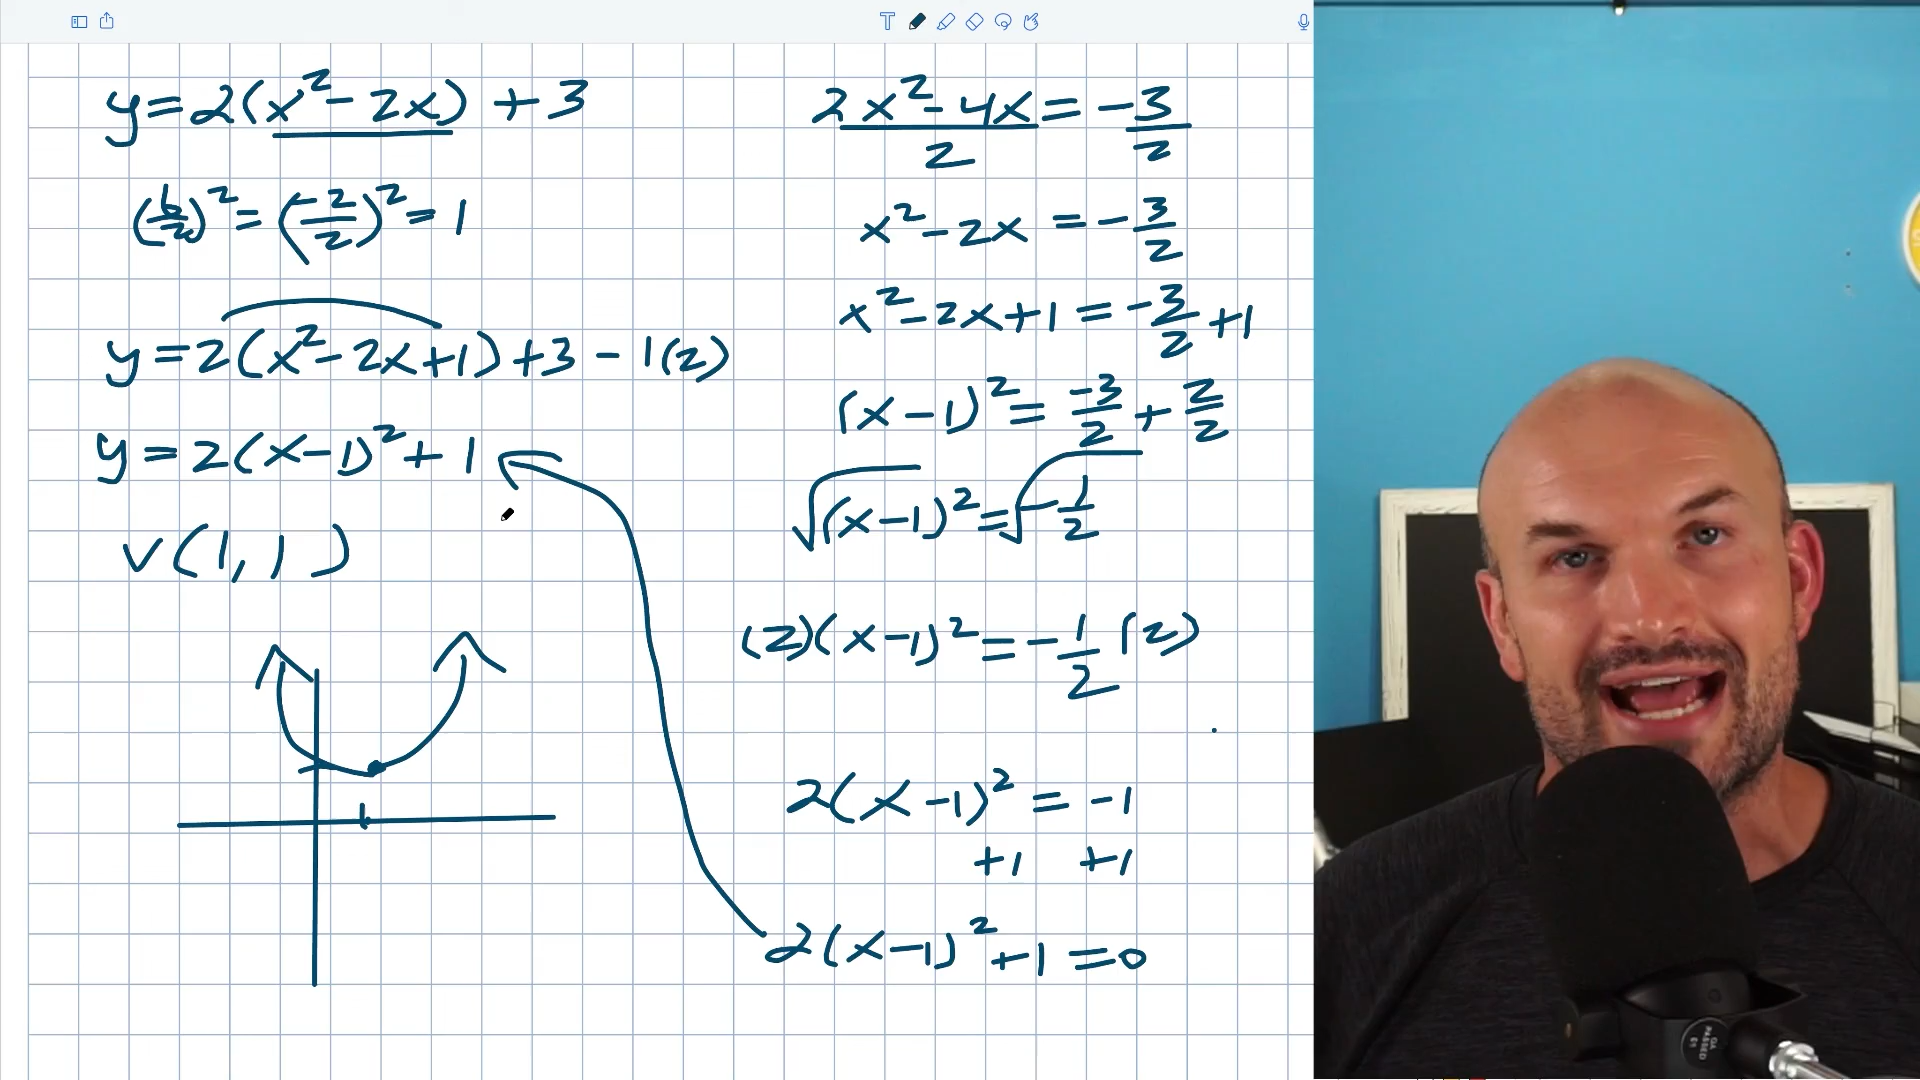 y = 2(x² - 2x) + 3
(b/2)² = (-2/2)² = 1
y = 2(x² - 2x + 1) + 3 - 1(2)
y = 2(x - 1)² + 1
v(1, 1)
1
2x² - 4x = -3
2 2
x² - 2x = -3/2
x² - 2x + 1 = -3/2 + 1
(x - 1)² = -3/2 + 2/2
√(x - 1)² = √-1/2
(2)(x - 1)² = -1/2 (2)
2(x - 1)² = -1
+1 +1
2(x - 1)² + 1 = 0